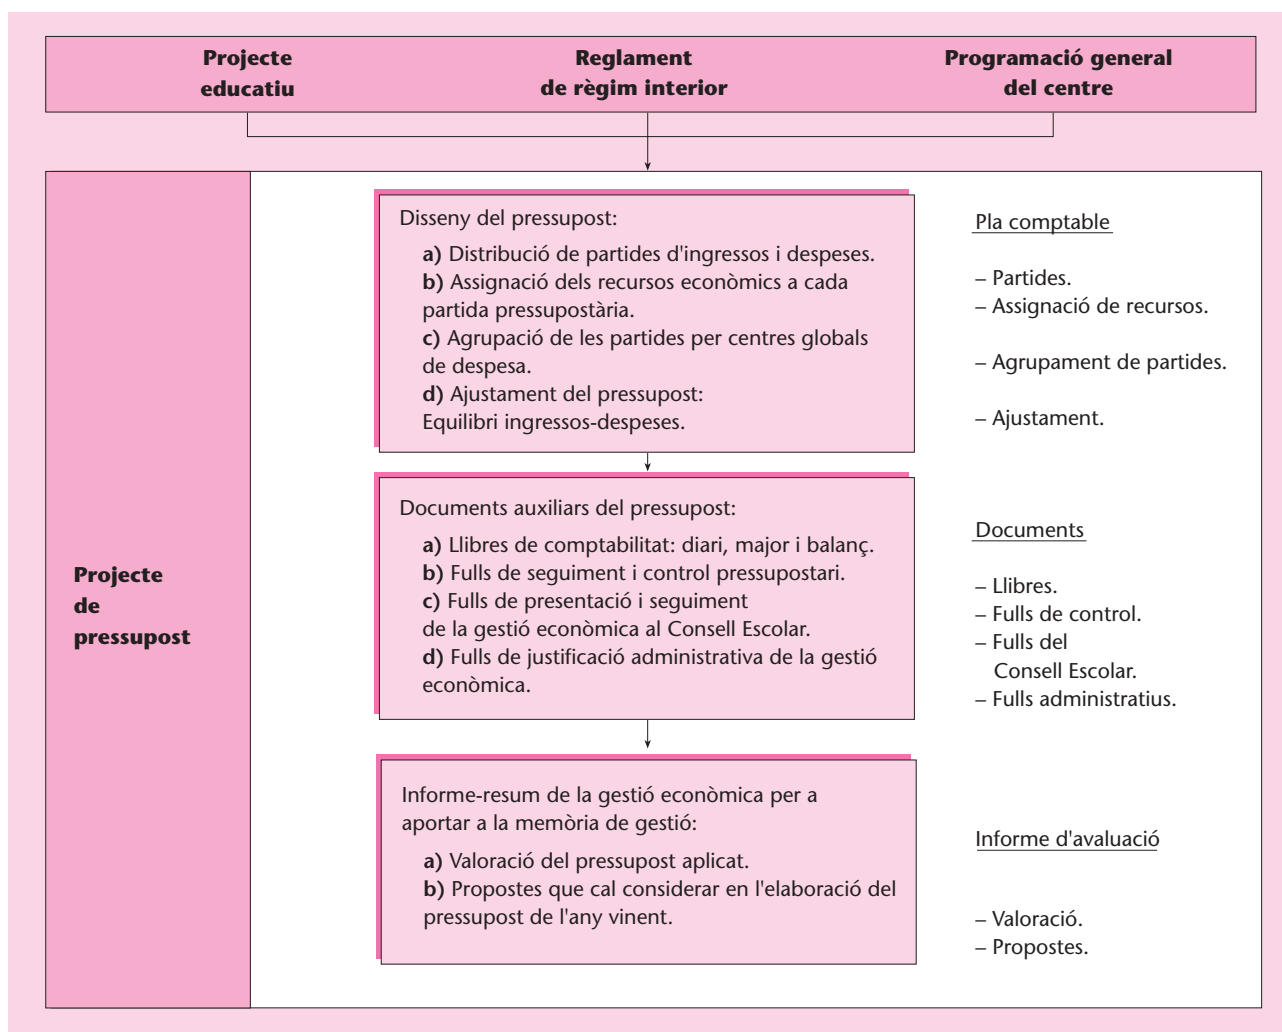 Projecte
educatiu
Reglament
de règim interior
Programació general
del centre
Projecte
de
pressupost
Disseny del pressupost:
a) Distribució de partides d'ingressos i despeses.
b) Assignació dels recursos econòmics a cada
partida pressupostària.
c) Agrupació de les partides per centres globals
de despesa.
d) Ajustament del pressupost:
Equilibri ingressos-despeses.
Pla comptable
– Partides.
– Assignació de recursos.
– Agrupament de partides.
– Ajustament.
Documents auxiliars del pressupost:
a) Llibres de comptabilitat: diari, major i balanç.
b) Fulls de seguiment i control pressupostari.
c) Fulls de presentació i seguiment
de la gestió econòmica al Consell Escolar.
d) Fulls de justificació administrativa de la gestió
econòmica.
Documents
– Llibres.
– Fulls de control.
– Fulls del
Consell Escolar.
– Fulls administratius.
Informe-resum de la gestió econòmica per a
aportar a la memòria de gestió:
a) Valoració del pressupost aplicat.
b) Propostes que cal considerar en l'elaboració del
pressupost de l'any vinent.
Informe d'avaluació
– Valoració.
– Propostes.